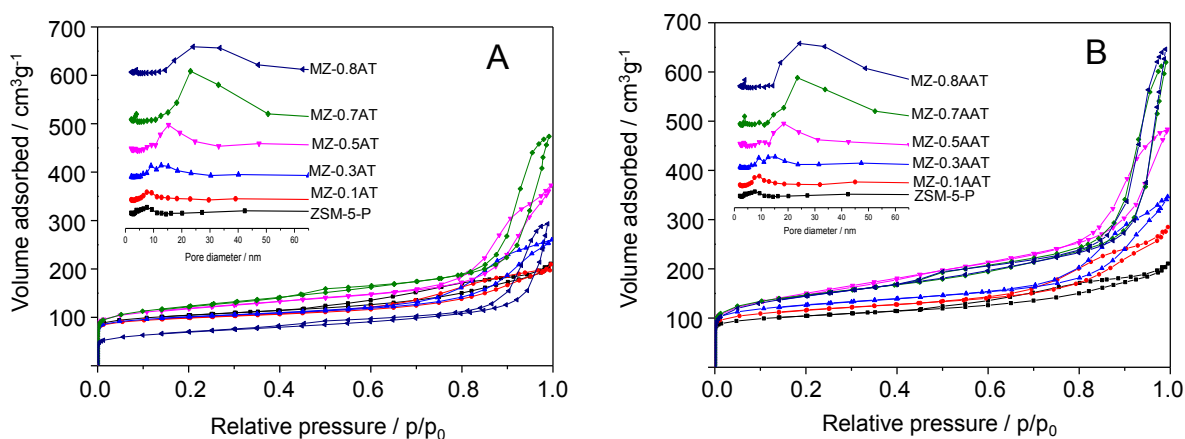 A
Volume adsorbed / cm³g⁻¹
700
600
500
400
300
200
100
0.0 0.2 0.4 0.6 0.8 1.0
Relative pressure / p/p₀
MZ-0.8AT
MZ-0.7AT
MZ-0.5AT
MZ-0.3AT
MZ-0.1AT
ZSM-5-P
0 10 20 30 40 50 60
Pore diameter / nm
B
Volume adsorbed / cm³g⁻¹
700
600
500
400
300
200
100
0.0 0.2 0.4 0.6 0.8 1.0
Relative pressure / p/p₀
MZ-0.8AAT
MZ-0.7AAT
MZ-0.5AAT
MZ-0.3AAT
MZ-0.1AAT
ZSM-5-P
0 10 20 30 40 50 60
Pore diameter / nm